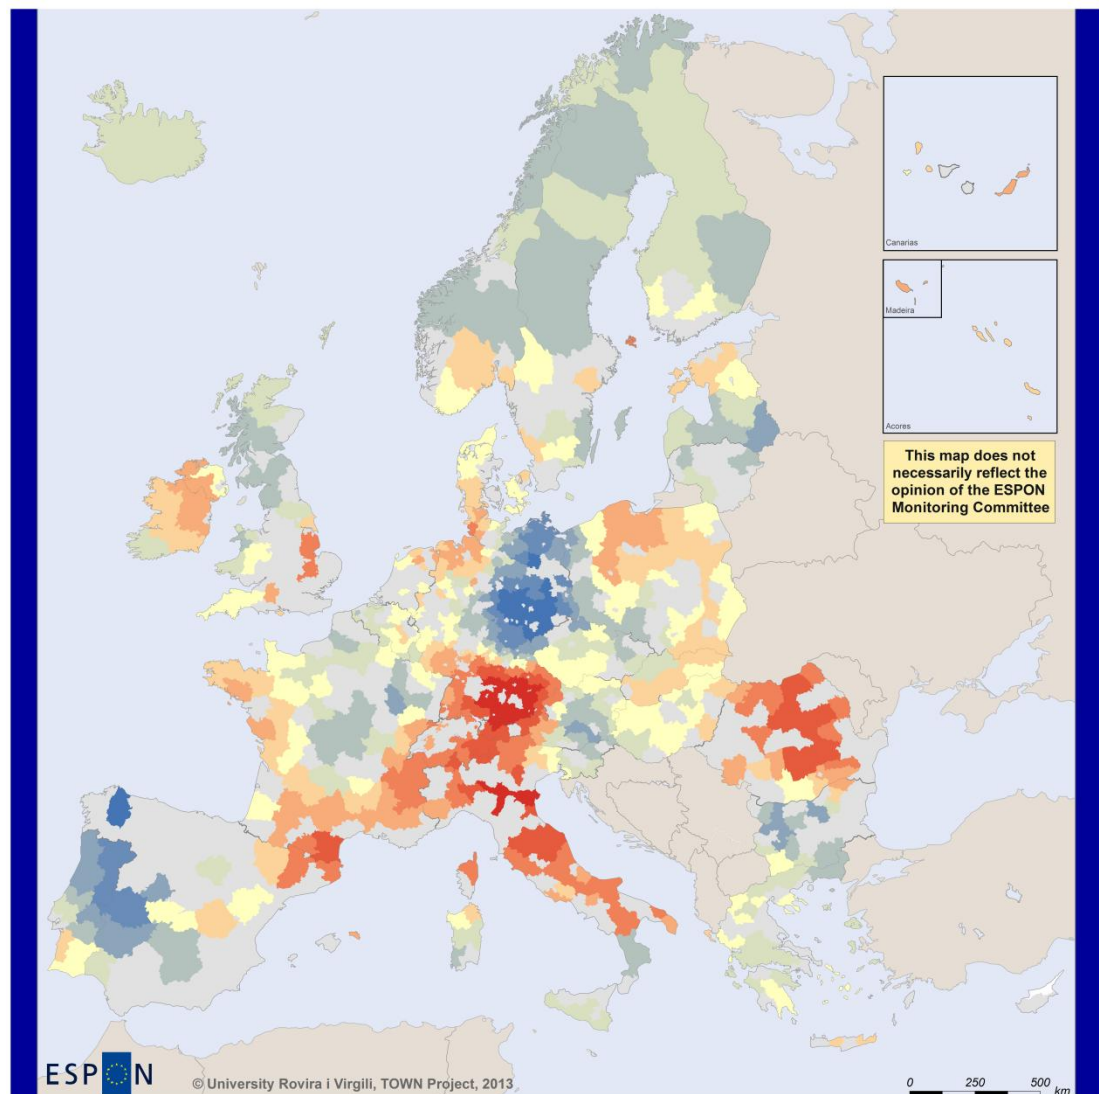 Canarias
Madeira
Acores
This map does not
necessarily reflect the
opinion of the ESPON
Monitoring Committee
ESPON
© University Rovira i Virgili, TOWN Project, 2013
0 250 500
km